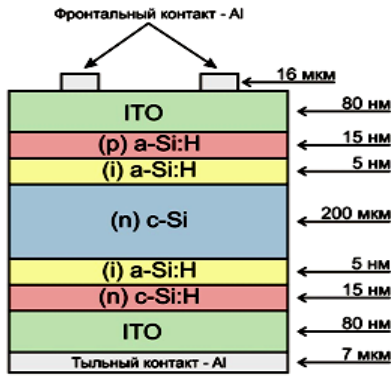 Фронтальный контакт - Al
16 мкм
ITO
80 нм
(p) a-Si:H
15 нм
(i) a-Si:H
5 нм
(n) c-Si
200 мкм
(i) a-Si:H
5 нм
(n) c-Si:H
15 нм
ITO
80 нм
Тыльный контакт - Al
7 мкм